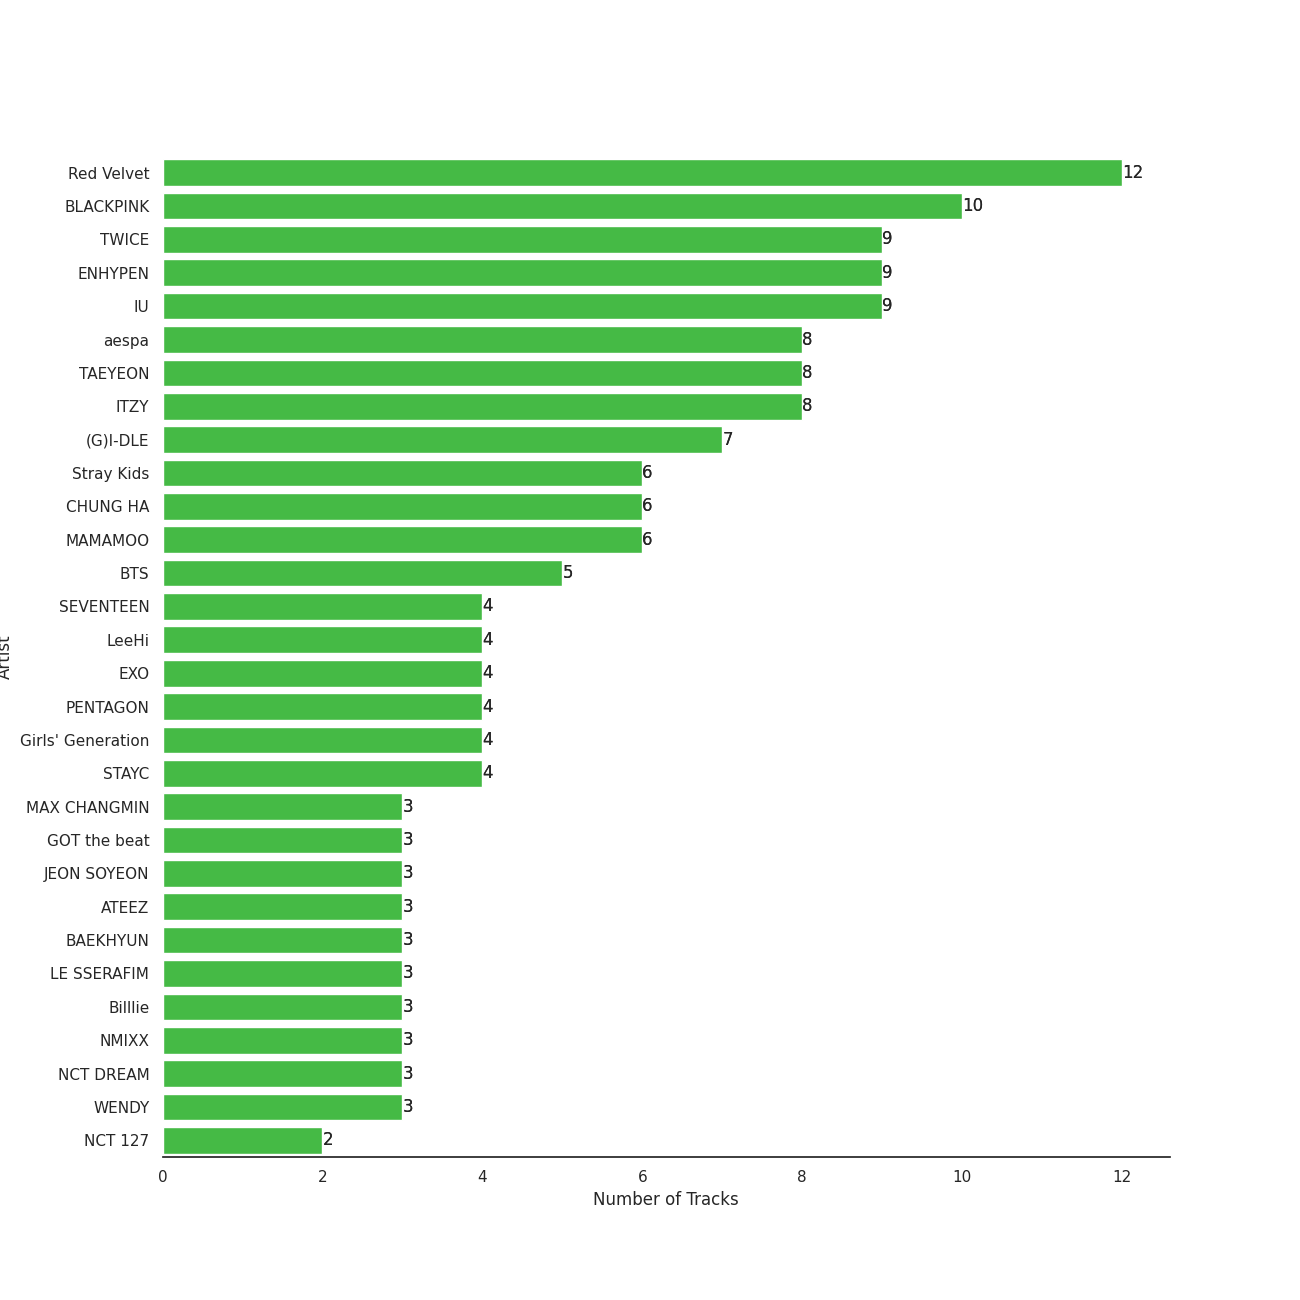 Red Velvet 12
BLACKPINK 10
TWICE 9
ENHYPEN 9
IU 9
aespa 8
TAEYEON 8
ITZY 8
(G)I-DLE 7
Stray Kids 6
CHUNG HA 6
MAMAMOO 6
BTS 5
SEVENTEEN 4
LeeHi 4
EXO 4
PENTAGON 4
Girls' Generation 4
STAYC 4
MAX CHANGMIN 3
GOT the beat 3
JEON SOYEON 3
ATEEZ 3
BAEKHYUN 3
LE SSERAFIM 3
Billlie 3
NMIXX 3
NCT DREAM 3
WENDY 3
NCT 127 2
0 2 4 6 8 10 12
Number of Tracks
Artist